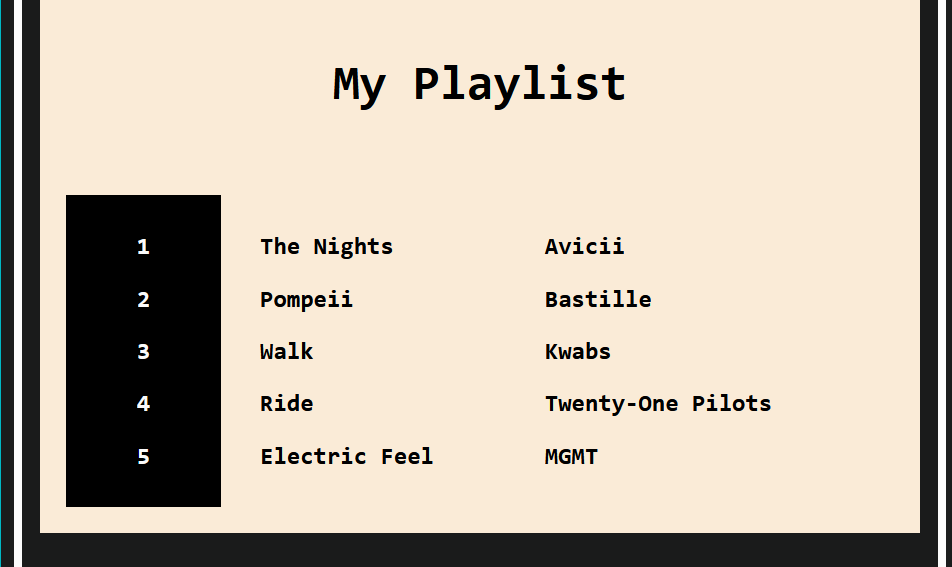 My Playlist
1 The Nights Avicii
2 Pompeii Bastille
3 Walk Kwabs
4 Ride Twenty-One Pilots
5 Electric Feel MGMT